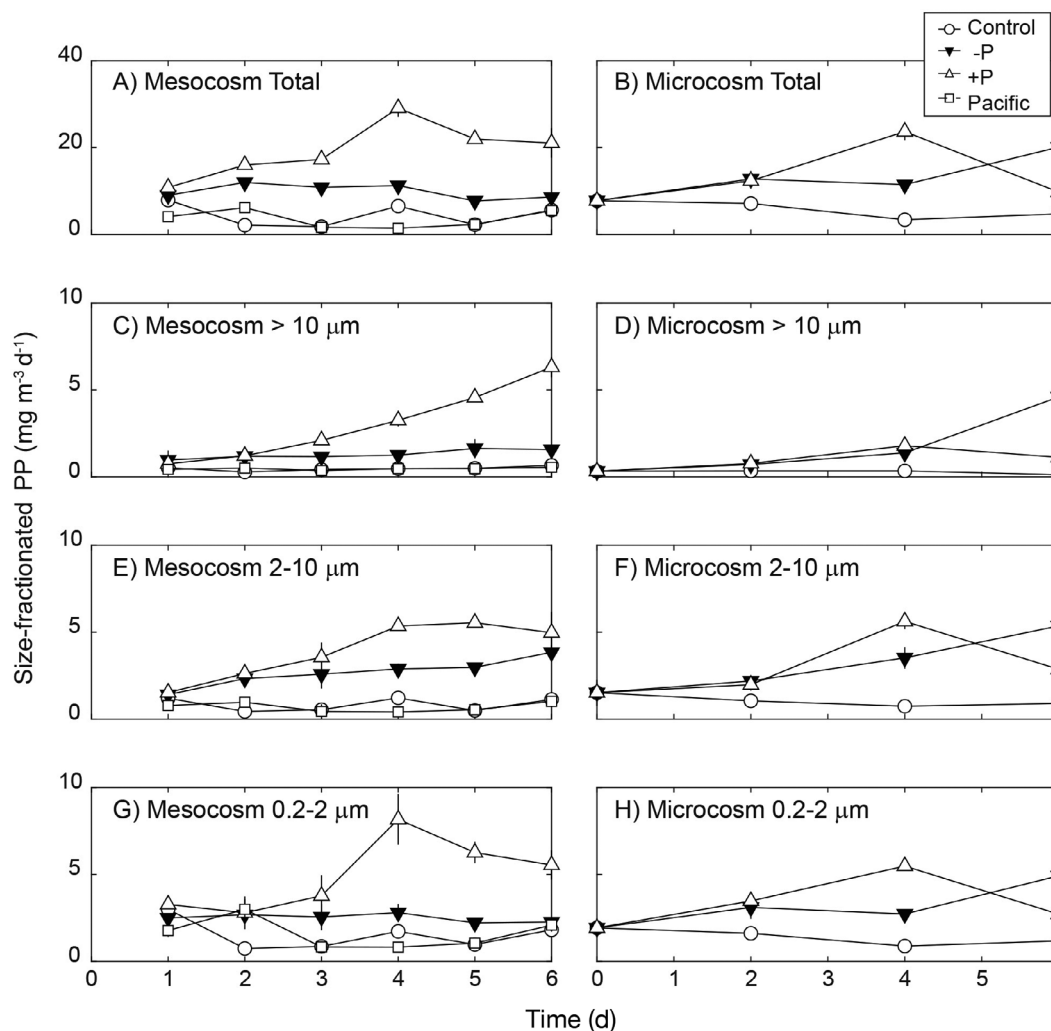 Control
-P
+P
Pacific
A) Mesocosm Total
B) Microcosm Total
40
20
0
C) Mesocosm > 10 μm
D) Microcosm > 10 μm
10
5
0
E) Mesocosm 2-10 μm
F) Microcosm 2-10 μm
10
5
0
G) Mesocosm 0.2-2 μm
H) Microcosm 0.2-2 μm
10
5
0
0 1 2 3 4 5 6
0 1 2 3 4 5
Size-fractionated PP (mg m⁻³ d⁻¹)
Time (d)